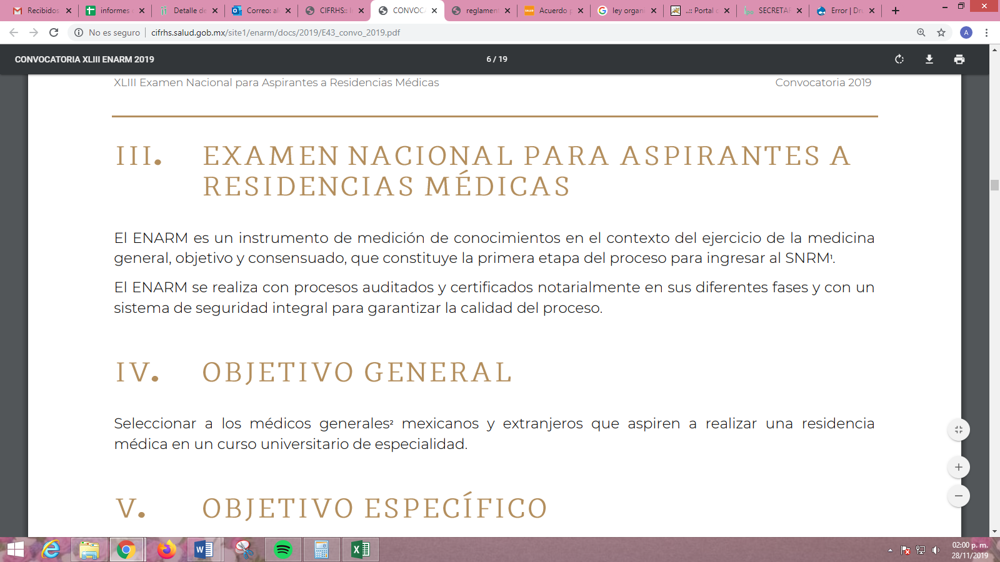 Recibidos
informes
Detalle de
Correo: al
CIFRHS::
CONVOC
reglament
Acuerdo
ley organi
..:: Portal
SECRETAR
Error | Dr
No es seguro | cifrhs.salud.gob.mx/site1/enarm/docs/2019/E43_convo_2019.pdf
A
CONVOCATORIA XLIII ENARM 2019
6 / 19
XLIII Examen Nacional para Aspirantes a Residencias Médicas
Convocatoria 2019
III. EXAMEN NACIONAL PARA ASPIRANTES A
RESIDENCIAS MÉDICAS
El ENARM es un instrumento de medición de conocimientos en el contexto del ejercicio de la medicina
general, objetivo y consensuado, que constituye la primera etapa del proceso para ingresar al SNRM¹.
El ENARM se realiza con procesos auditados y certificados notarialmente en sus diferentes fases y con un
sistema de seguridad integral para garantizar la calidad del proceso.
IV. OBJETIVO GENERAL
Seleccionar a los médicos generales² mexicanos y extranjeros que aspiren a realizar una residencia
médica en un curso universitario de especialidad.
V. OBJETIVO ESPECÍFICO
02:00 p. m.
28/11/2019